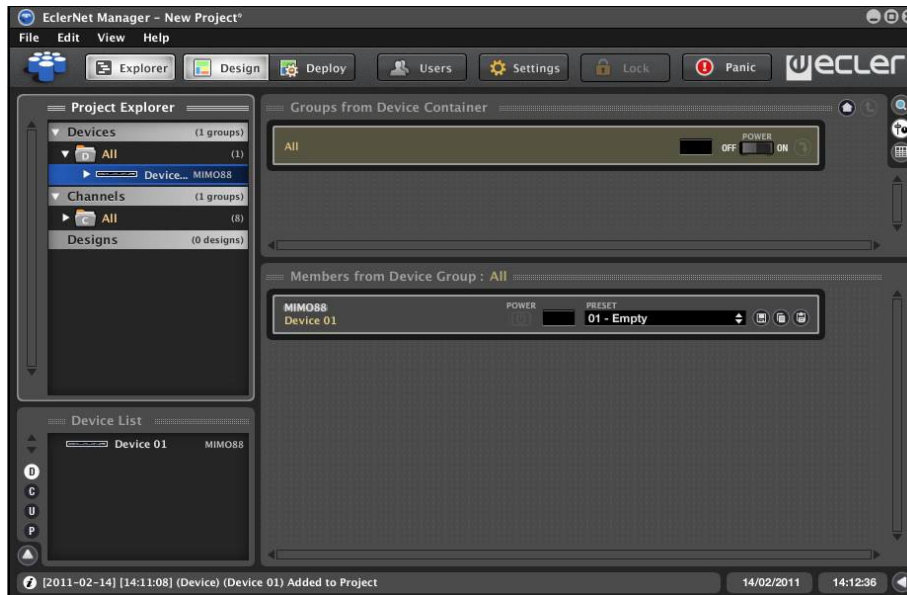 EclerNet Manager – New Project*
File Edit View Help
Explorer Design Deploy Users Settings Lock Panic ecler
Project Explorer
Devices (1 groups)
D All (1)
Device... MIMO88
Channels (1 groups)
C All (8)
Designs (0 designs)
Groups from Device Container
All POWER OFF ON
Members from Device Group : All
MIMO88 POWER PRESET
Device 01 01 - Empty
Device List
Device 01 MIMO88
D
C
U
P
[2011-02-14] [14:11:08] (Device) (Device 01) Added to Project 14/02/2011 14:12:36